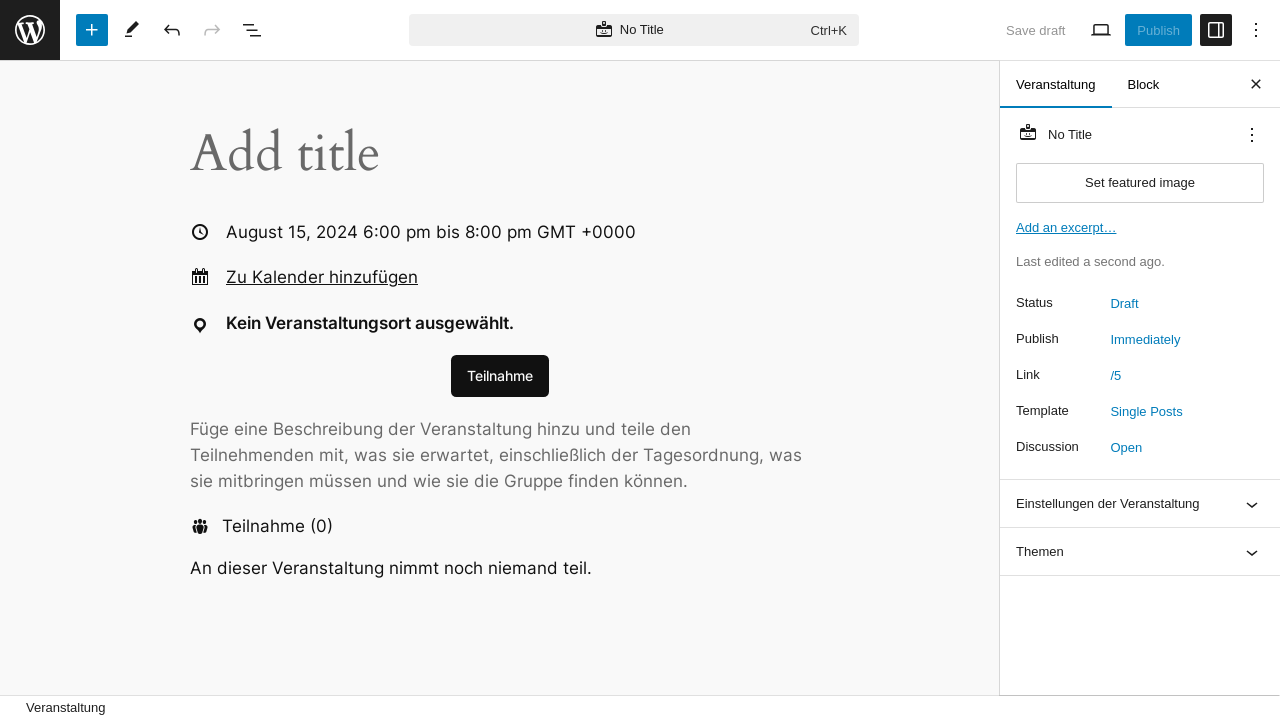 No Title
Ctrl+K
Save draft
Publish
Add title
August 15, 2024 6:00 pm bis 8:00 pm GMT +0000
Zu Kalender hinzufügen
Kein Veranstaltungsort ausgewählt.
Teilnahme
Füge eine Beschreibung der Veranstaltung hinzu und teile den
Teilnehmenden mit, was sie erwartet, einschließlich der Tagesordnung, was
sie mitbringen müssen und wie sie die Gruppe finden können.
Teilnahme (0)
An dieser Veranstaltung nimmt noch niemand teil.
Veranstaltung
Block
No Title
Set featured image
Add an excerpt…
Last edited a second ago.
Status
Draft
Publish
Immediately
Link
/5
Template
Single Posts
Discussion
Open
Einstellungen der Veranstaltung
Themen
Veranstaltung